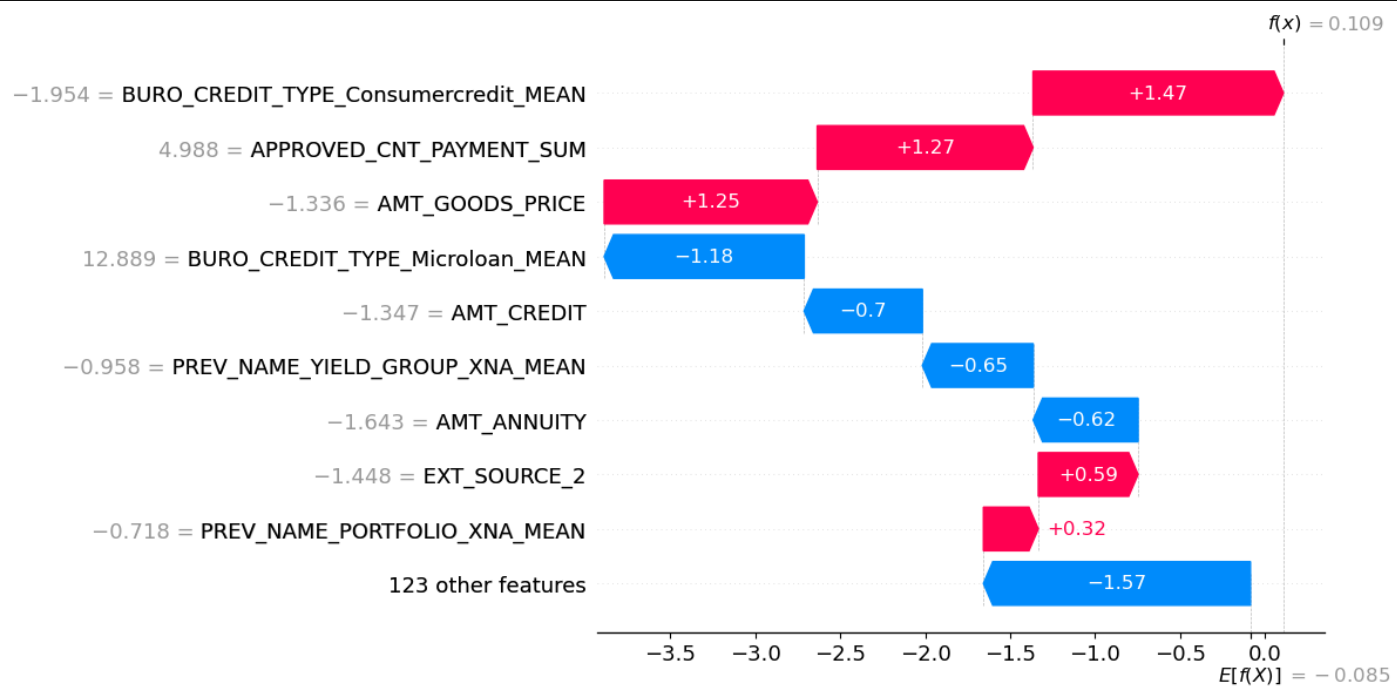 f(x) = 0.109
−1.954 = BURO_CREDIT_TYPE_Consumercredit_MEAN +1.47
4.988 = APPROVED_CNT_PAYMENT_SUM +1.27
−1.336 = AMT_GOODS_PRICE +1.25
12.889 = BURO_CREDIT_TYPE_Microloan_MEAN −1.18
−1.347 = AMT_CREDIT −0.7
−0.958 = PREV_NAME_YIELD_GROUP_XNA_MEAN −0.65
−1.643 = AMT_ANNUITY −0.62
−1.448 = EXT_SOURCE_2 +0.59
−0.718 = PREV_NAME_PORTFOLIO_XNA_MEAN +0.32
123 other features −1.57
−3.5 −3.0 −2.5 −2.0 −1.5 −1.0 −0.5 0.0
E[f(X)] = −0.085